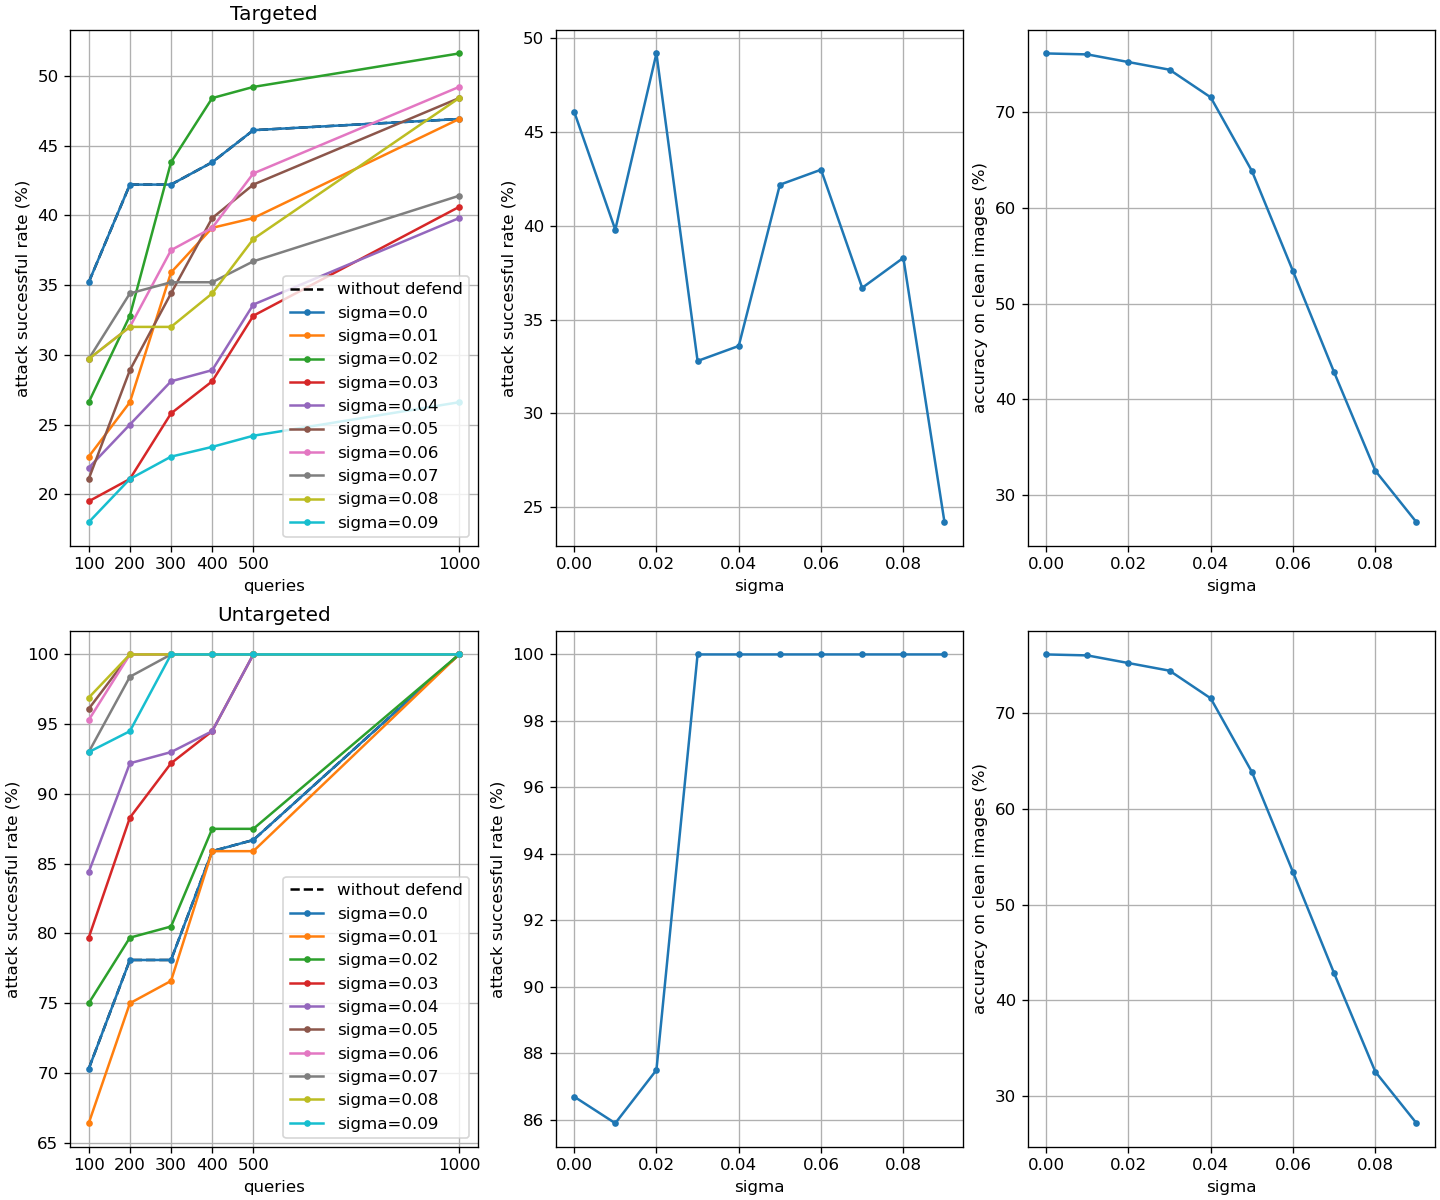 Targeted
attack successful rate (%)
50
45
40
35
30
25
20
without defend
sigma=0.0
sigma=0.01
sigma=0.02
sigma=0.03
sigma=0.04
sigma=0.05
sigma=0.06
sigma=0.07
sigma=0.08
sigma=0.09
100 200 300 400 500 1000
queries
attack successful rate (%)
50
45
40
35
30
25
0.00 0.02 0.04 0.06 0.08
sigma
accuracy on clean images (%)
70
60
50
40
30
0.00 0.02 0.04 0.06 0.08
sigma
Untargeted
attack successful rate (%)
100
95
90
85
80
75
70
65
without defend
sigma=0.0
sigma=0.01
sigma=0.02
sigma=0.03
sigma=0.04
sigma=0.05
sigma=0.06
sigma=0.07
sigma=0.08
sigma=0.09
100 200 300 400 500 1000
queries
attack successful rate (%)
100
98
96
94
92
90
88
86
0.00 0.02 0.04 0.06 0.08
sigma
accuracy on clean images (%)
70
60
50
40
30
0.00 0.02 0.04 0.06 0.08
sigma